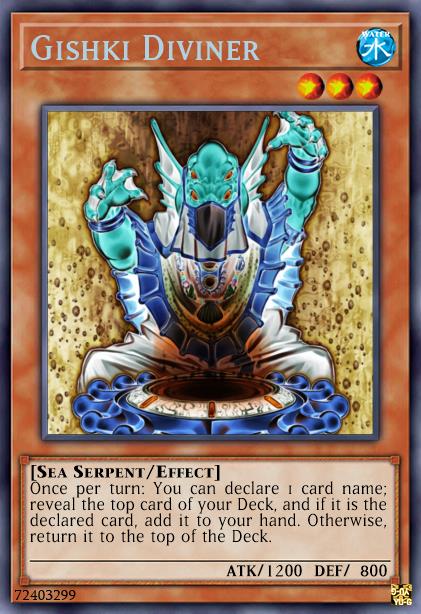 Gishki Diviner
WATER
水
[Sea Serpent/Effect]
Once per turn: You can declare 1 card name;
reveal the top card of your Deck, and if it is the
declared card, add it to your hand. Otherwise,
return it to the top of the Deck.
ATK/1200 DEF/ 800
72403299